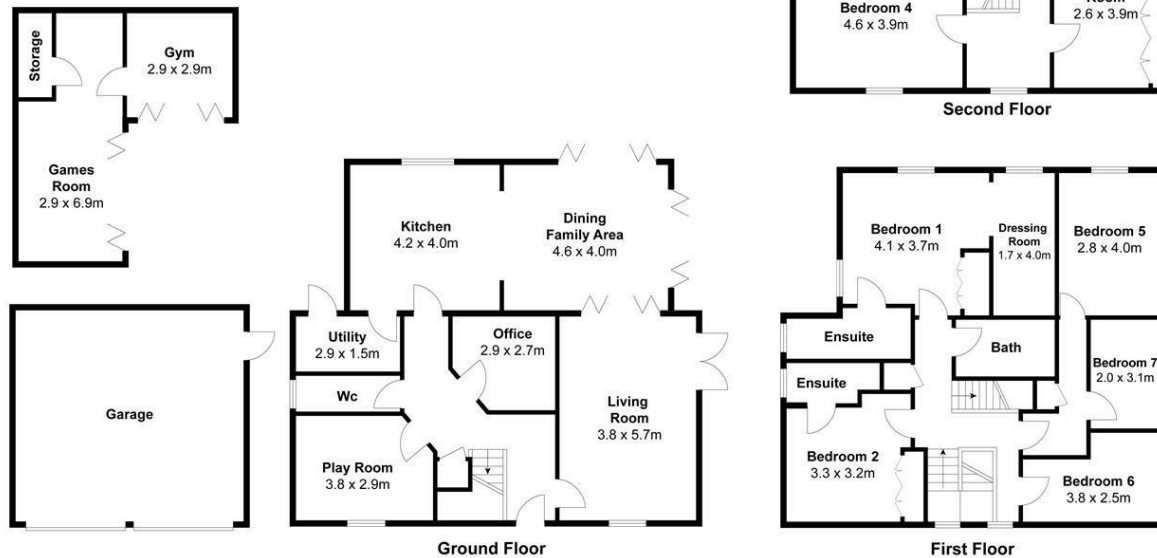 Storage
Gym
2.9 x 2.9m
Games
Room
2.9 x 6.9m
Garage
Kitchen
4.2 x 4.0m
Dining
Family Area
4.6 x 4.0m
Utility
2.9 x 1.5m
Office
2.9 x 2.7m
Wc
Living
Room
3.8 x 5.7m
Play Room
3.8 x 2.9m
Ground Floor
Bedroom 4
4.6 x 3.9m
Room
2.6 x 3.9m
Second Floor
Bedroom 1
4.1 x 3.7m
Dressing
Room
1.7 x 4.0m
Bedroom 5
2.8 x 4.0m
Ensuite
Bath
Bedroom 7
2.0 x 3.1m
Ensuite
Bedroom 2
3.3 x 3.2m
Bedroom 6
3.8 x 2.5m
First Floor